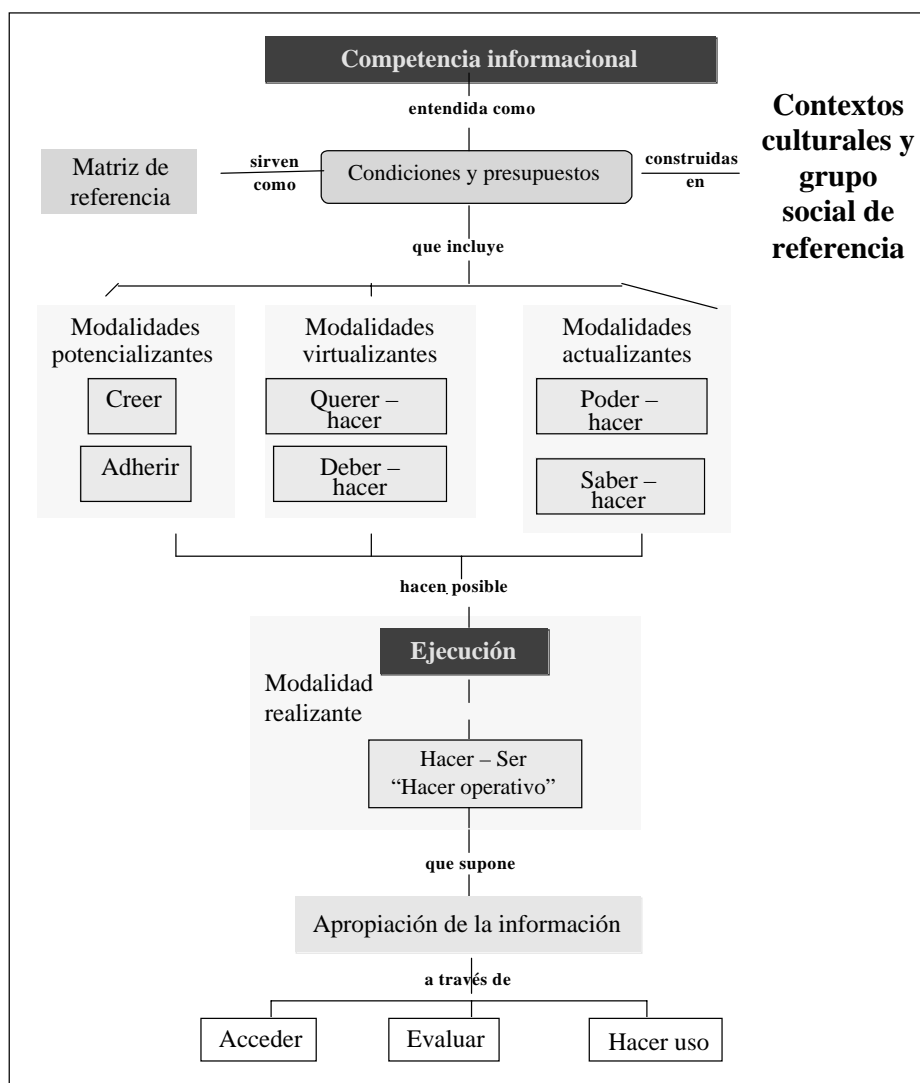 Competencia informacional
entendida como
Contextos
culturales y
grupo
social de
referencia
Matriz de
referencia
sirven
como
Condiciones y presupuestos
construidas
en
que incluye
Modalidades
potencializantes
Creer
Adherir
Modalidades
virtualizantes
Querer –
hacer
Deber –
hacer
Modalidades
actualizantes
Poder –
hacer
Saber –
hacer
hacen posible
Ejecución
Modalidad
realizante
Hacer – Ser
“Hacer operativo”
que supone
Apropiación de la información
a través de
Acceder
Evaluar
Hacer uso